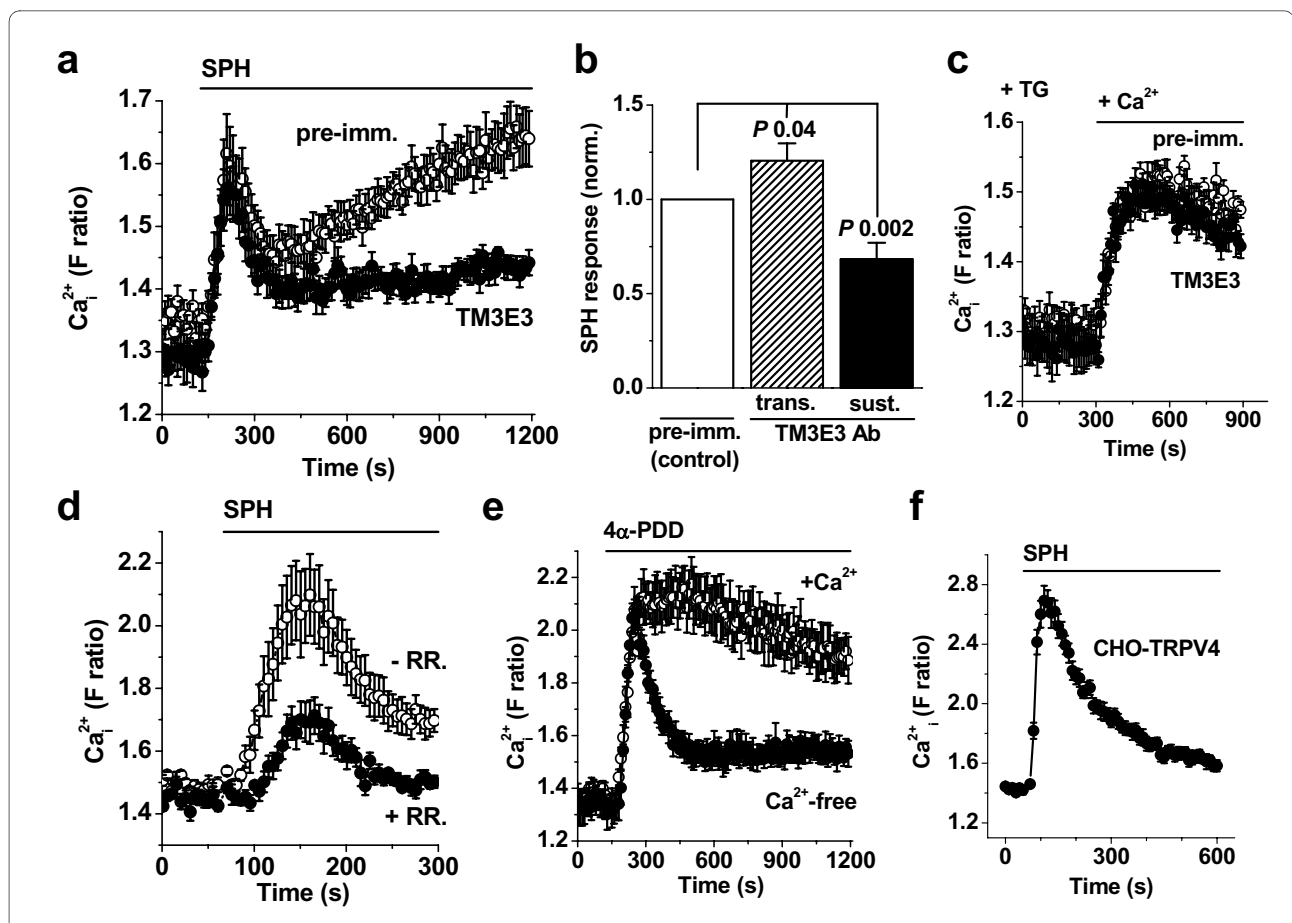 a
SPH
1.7
1.6
1.5
1.4
1.3
1.2
pre-imm.
TM3E3
Ca²⁺ᵢ (F ratio)
0 300 600 900 1200
Time (s)
b
1.5
1.0
0.5
0.0
SPH response (norm.)
P 0.04
P 0.002
trans. sust.
pre-imm. TM3E3 Ab
(control)
c
+ TG
+ Ca²⁺
1.6
1.5
1.4
1.3
1.2
pre-imm.
TM3E3
Ca²⁺ᵢ (F ratio)
0 300 600 900
Time (s)
d
SPH
2.2
2.0
1.8
1.6
1.4
- RR.
+ RR.
Ca²⁺ᵢ (F ratio)
0 100 200 300
Time (s)
e
4α-PDD
2.2
2.0
1.8
1.6
1.4
1.2
+Ca²⁺
Ca²⁺-free
Ca²⁺ᵢ (F ratio)
0 300 600 900 1200
Time (s)
f
SPH
2.8
2.4
2.0
1.6
1.2
CHO-TRPV4
Ca²⁺ᵢ (F ratio)
0 300 600
Time (s)